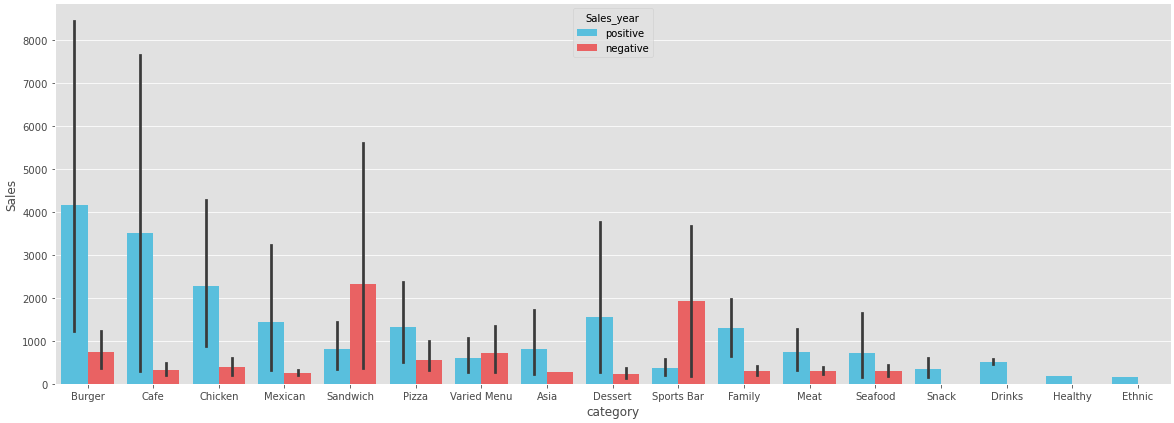 Sales_year
positive
negative
8000
7000
6000
5000
4000
3000
2000
1000
0
Sales
Burger Cafe Chicken Mexican Sandwich Pizza Varied Menu Asia Dessert Sports Bar Family Meat Seafood Snack Drinks Healthy Ethnic
category